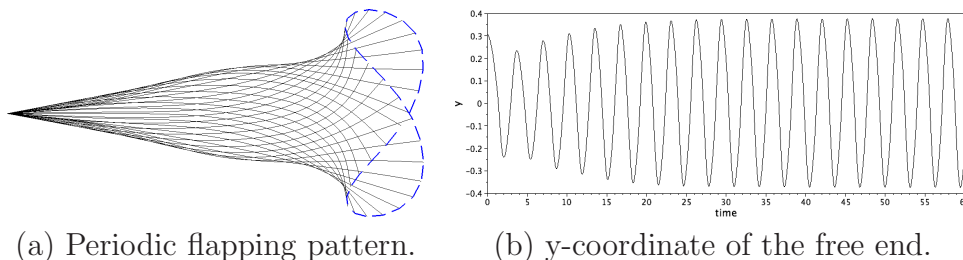 0.4
0.3
0.2
0.1
0
-0.1
-0.2
-0.3
-0.4
y
0 5 10 15 20 25 30 35 40 45 50 55 60
time
(a) Periodic flapping pattern. (b) y-coordinate of the free end.